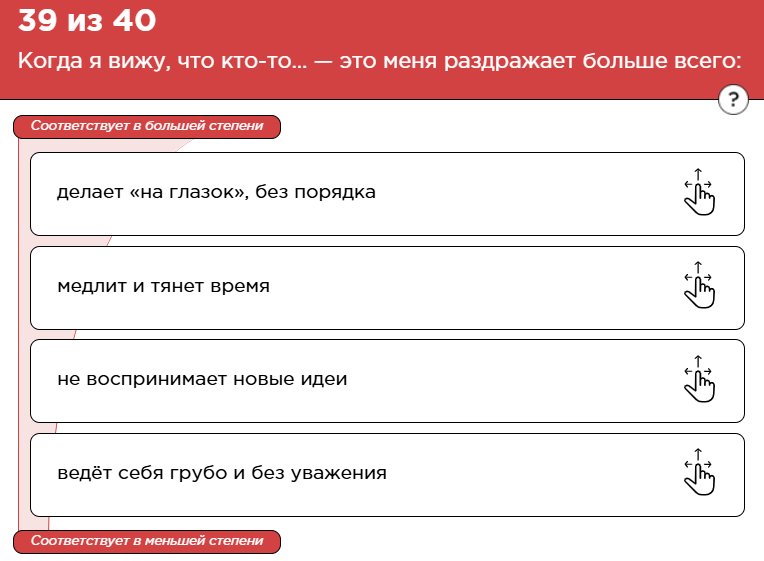 39 из 40
Когда я вижу, что кто-то... — это меня раздражает больше всего:
?
Соответствует в большей степени
делает «на глазок», без порядка
медлит и тянет время
не воспринимает новые идеи
ведёт себя грубо и без уважения
Соответствует в меньшей степени